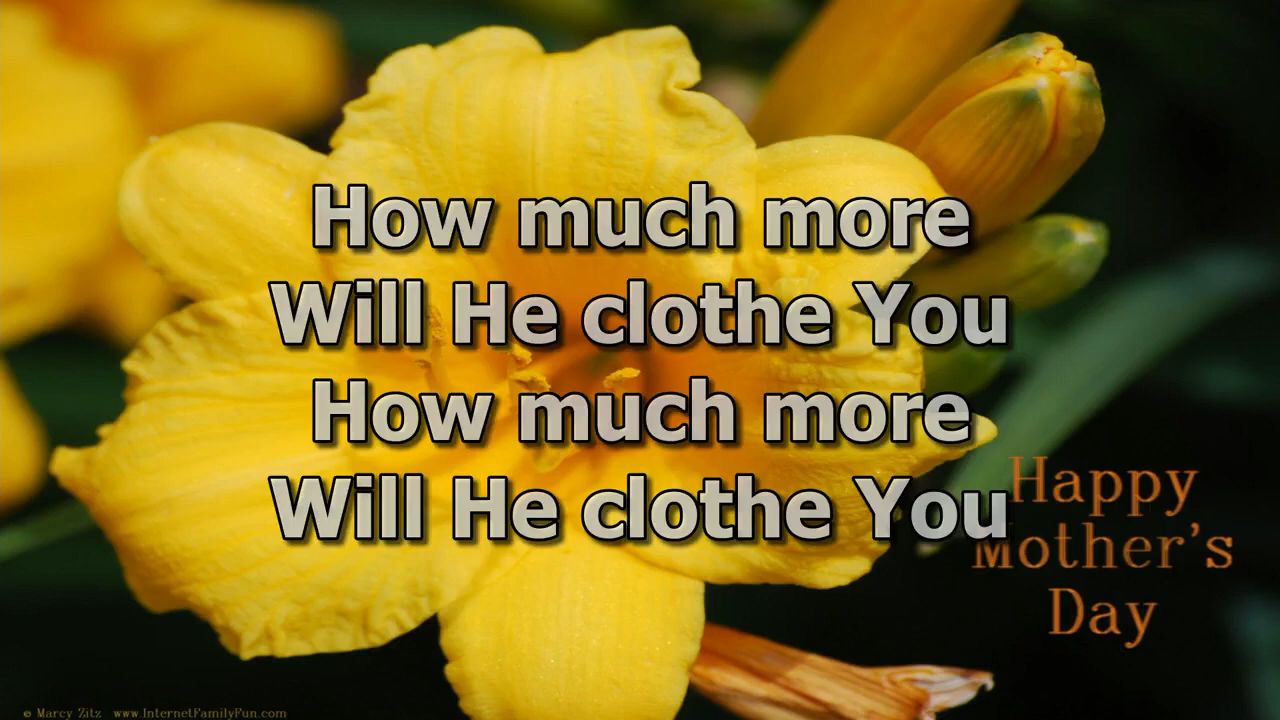 How much more
Will He clothe You
How much more
Will He clothe You
Happy
Mother's
Day
© Marcy Zitz www.InternetFamilyFun.com